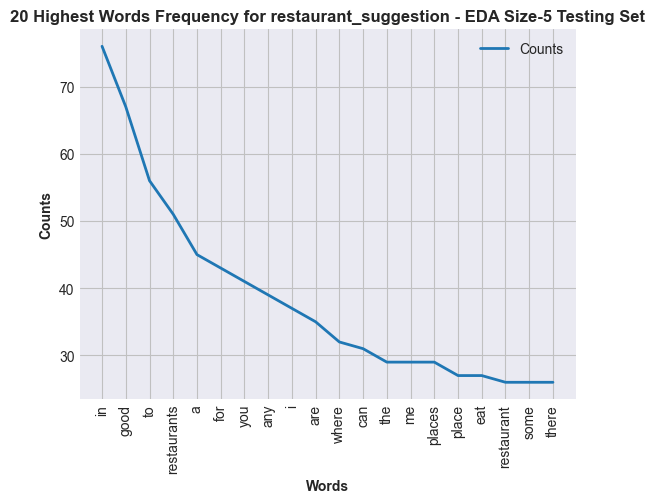 20 Highest Words Frequency for restaurant_suggestion - EDA Size-5 Testing Set
Counts
70
60
50
40
30
Counts
in
good
to
restaurants
a
for
you
any
i
are
where
can
the
me
places
place
eat
restaurant
some
there
Words